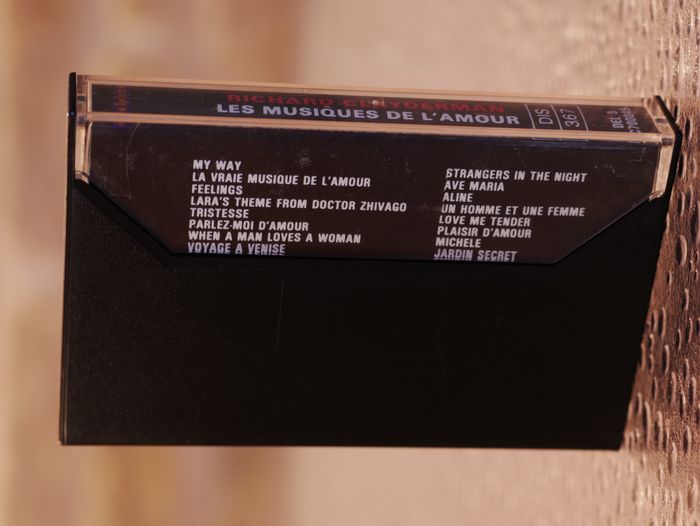 RICHARD CLAYDERMAN
LES MUSIQUES DE L'AMOUR
DIS
367
DEL 3
MY WAY
LA VRAIE MUSIQUE DE L'AMOUR
FEELINGS
LARA'S THEME FROM DOCTOR ZHIVAGO
TRISTESSE
PARLEZ-MOI D'AMOUR
WHEN A MAN LOVES A WOMAN
VOYAGE A VENISE
STRANGERS IN THE NIGHT
AVE MARIA
ALINE
UN HOMME ET UNE FEMME
LOVE ME TENDER
PLAISIR D'AMOUR
MICHELE
JARDIN SECRET